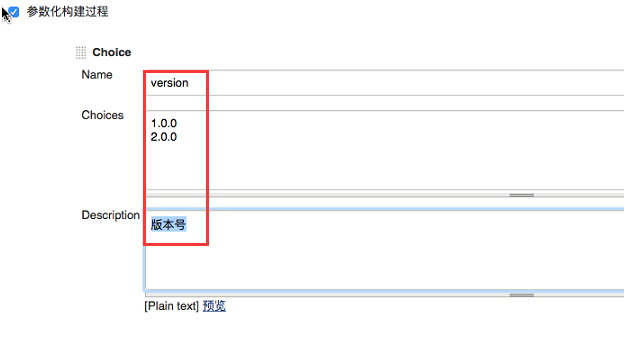 参数化构建过程
Choice
Name
version
Choices
1.0.0
2.0.0
Description
版本号
[Plain text] 预览